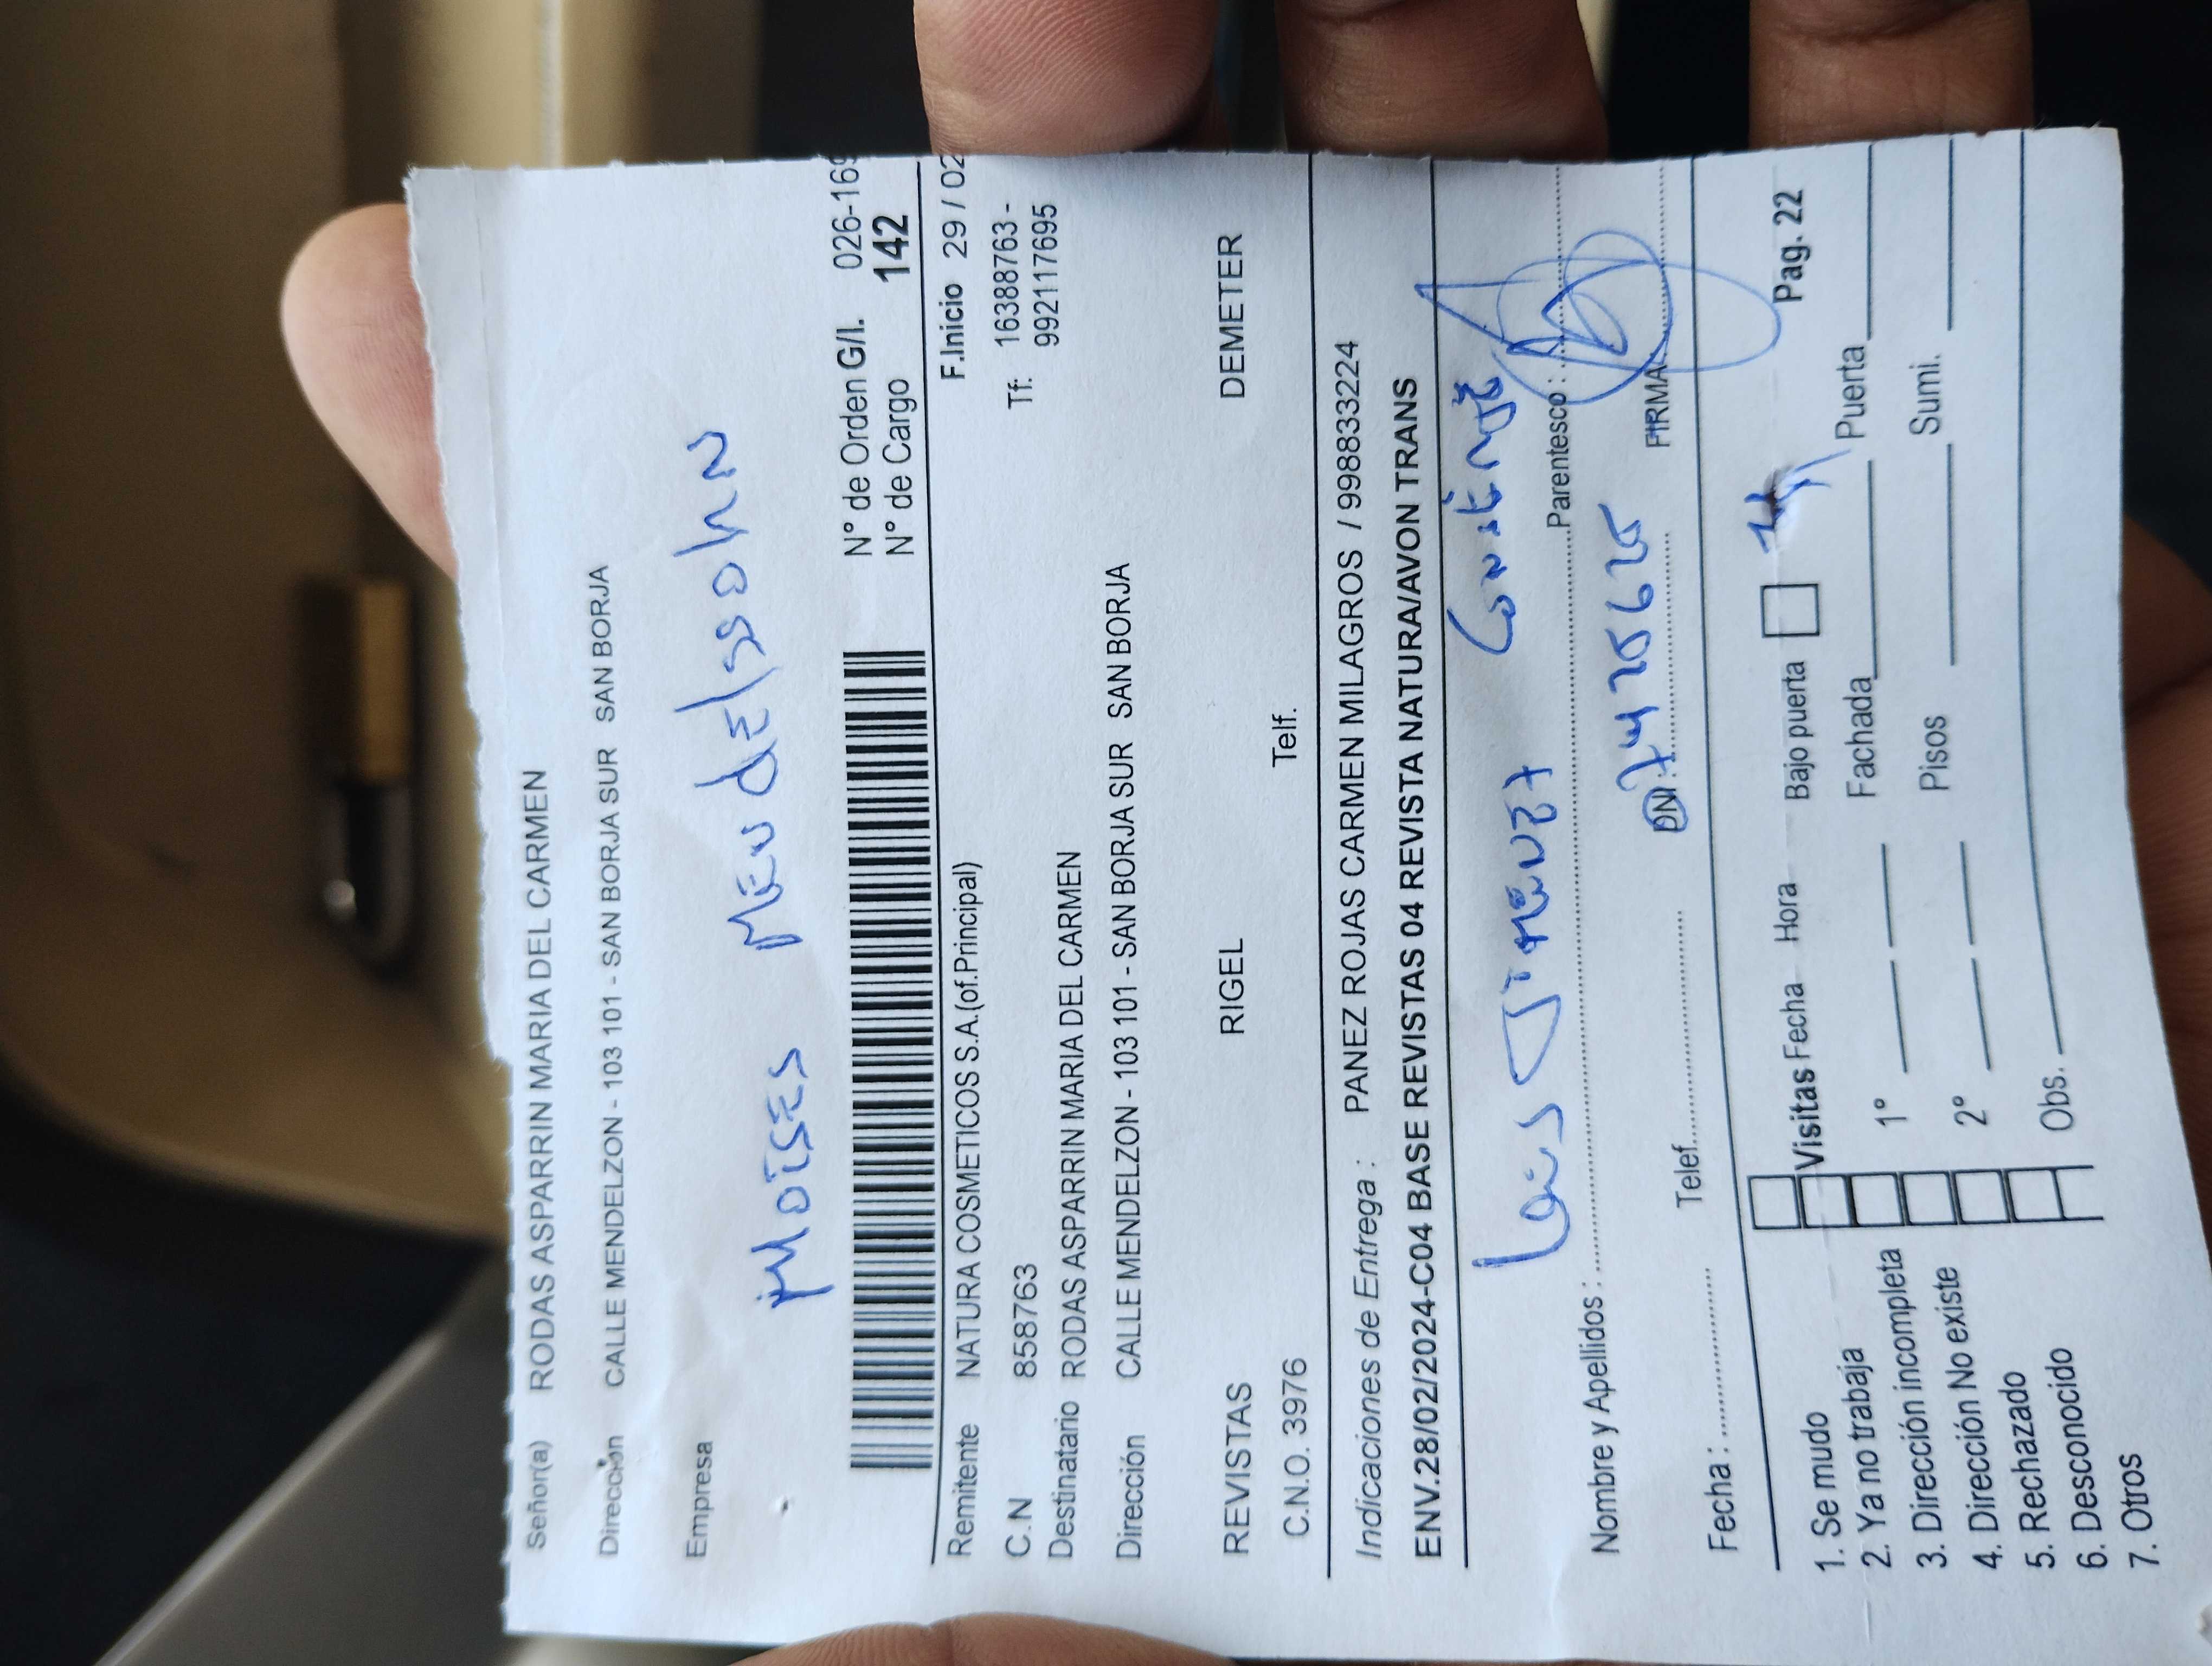 Señor(a) RODAS ASPARRIN MARIA DEL CARMEN
Dirección CALLE MENDELZON - 103 101 - SAN BORJA SUR SAN BORJA
Empresa
MOISES MENdElssohN
N° de Orden G/I. 026-169
N° de Cargo 142
Remitente NATURA COSMETICOS S.A.(of.Principal) F.Inicio 29 / 02
C.N 858763 Tf: 16388763 -
992117695
Destinatario RODAS ASPARRIN MARIA DEL CARMEN
Dirección CALLE MENDELZON - 103 101 - SAN BORJA SUR SAN BORJA
REVISTAS RIGEL DEMETER
C.N.O. 3976 Telf.
Indicaciones de Entrega : PANEZ ROJAS CARMEN MILAGROS / 998833224
ENV.28/02/2024-C04 BASE REVISTAS 04 REVISTA NATURA/AVON TRANS
Luis
Nombre y Apellidos : Parentesco :
Fecha : Telef. DNI FIRMA
Pag. 22
1. Se mudo
2. Ya no trabaja
3. Dirección incompleta
4. Dirección No existe
5. Rechazado
6. Desconocido
7. Otros
Visitas Fecha Hora Bajo puerta
1° Fachada Puerta
2° Pisos Sumi.
Obs.